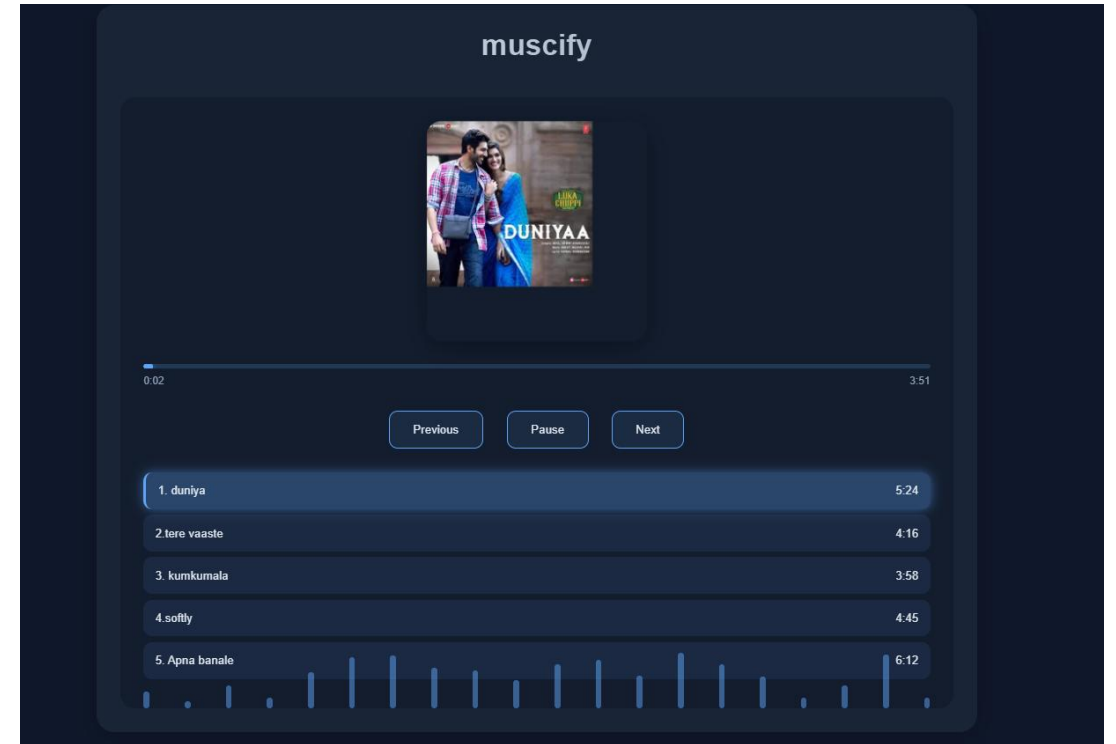 muscify
LUKA
CHUPPI
DUNIYAA
0:02 3:51
Previous Pause Next
1. duniya 5:24
2.tere vaaste 4:16
3. kumkumala 3:58
4.softly 4:45
5. Apna banale 6:12